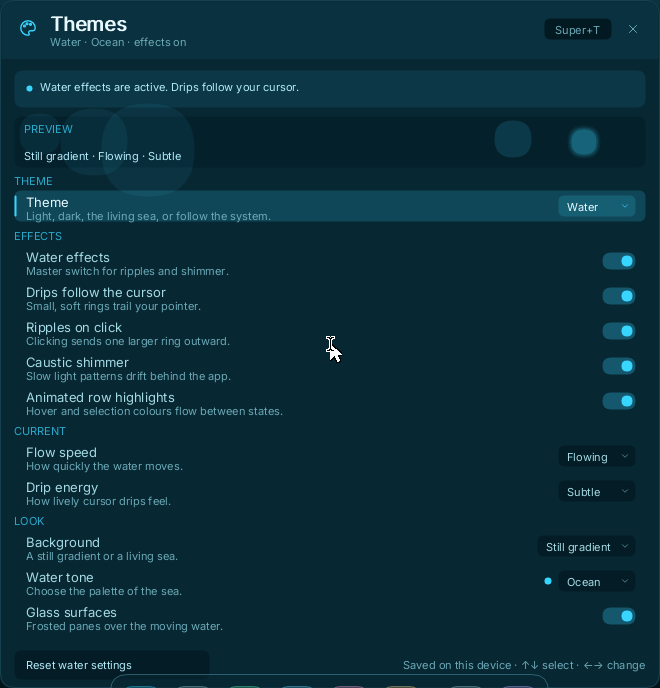 Themes
Water · Ocean · effects on
Super+T
Water effects are active. Drips follow your cursor.
PREVIEW
Still gradient · Flowing · Subtle
THEME
Theme
Water
Light, dark, the living sea, or follow the system.
EFFECTS
Water effects
Master switch for ripples and shimmer.
Drips follow the cursor
Small, soft rings trail your pointer.
Ripples on click
Clicking sends one larger ring outward.
Caustic shimmer
Slow light patterns drift behind the app.
Animated row highlights
Hover and selection colours flow between states.
CURRENT
Flow speed
Flowing
How quickly the water moves.
Drip energy
Subtle
How lively cursor drips feel.
LOOK
Background
Still gradient
A still gradient or a living sea.
Water tone
Ocean
Choose the palette of the sea.
Glass surfaces
Frosted panes over the moving water.
Reset water settings
Saved on this device · ↑↓ select · ←→ change